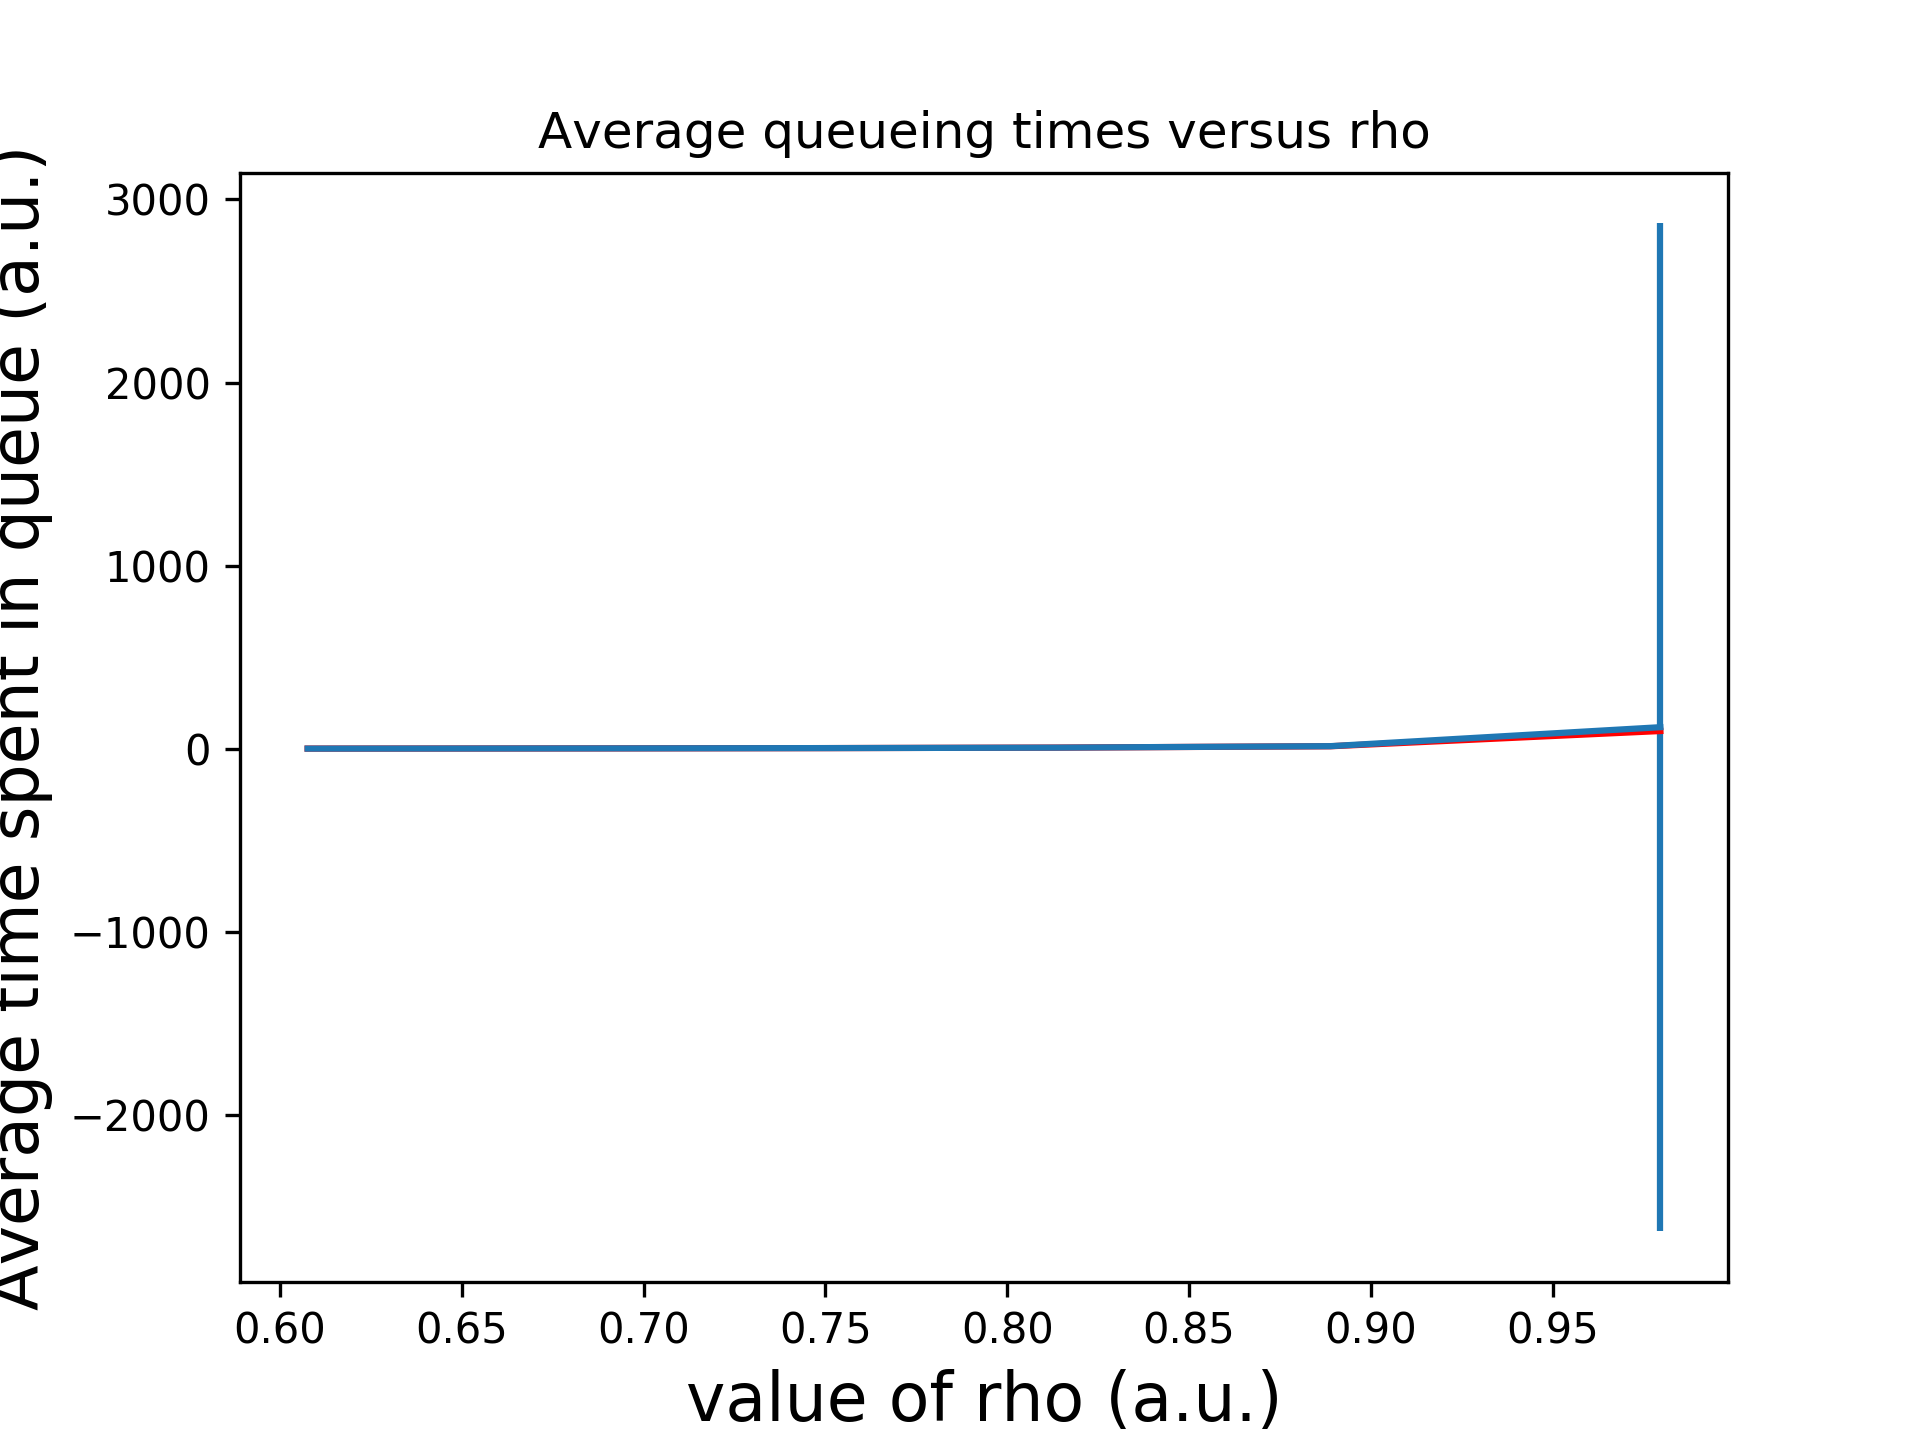 Average queueing times versus rho
Average time spent in queue (a.u.)
3000
2000
1000
0
−1000
−2000
0.60 0.65 0.70 0.75 0.80 0.85 0.90 0.95
value of rho (a.u.)